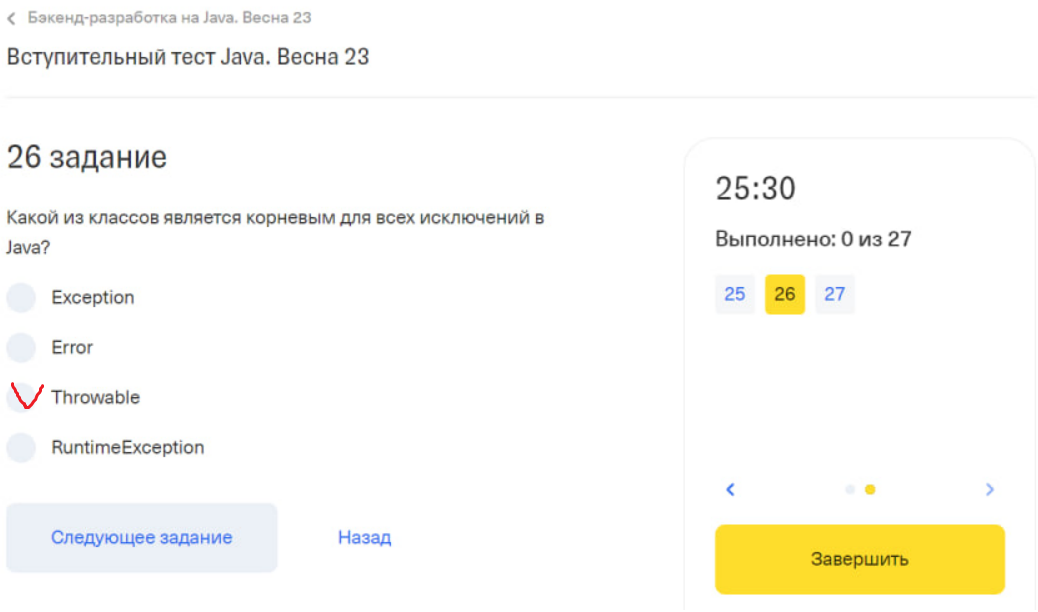 Бэкенд-разработка на Java. Весна 23
Вступительный тест Java. Весна 23
26 задание
Какой из классов является корневым для всех исключений в
Java?
Exception
Error
Throwable
RuntimeException
Следующее задание
Назад
25:30
Выполнено: 0 из 27
25 26 27
Завершить